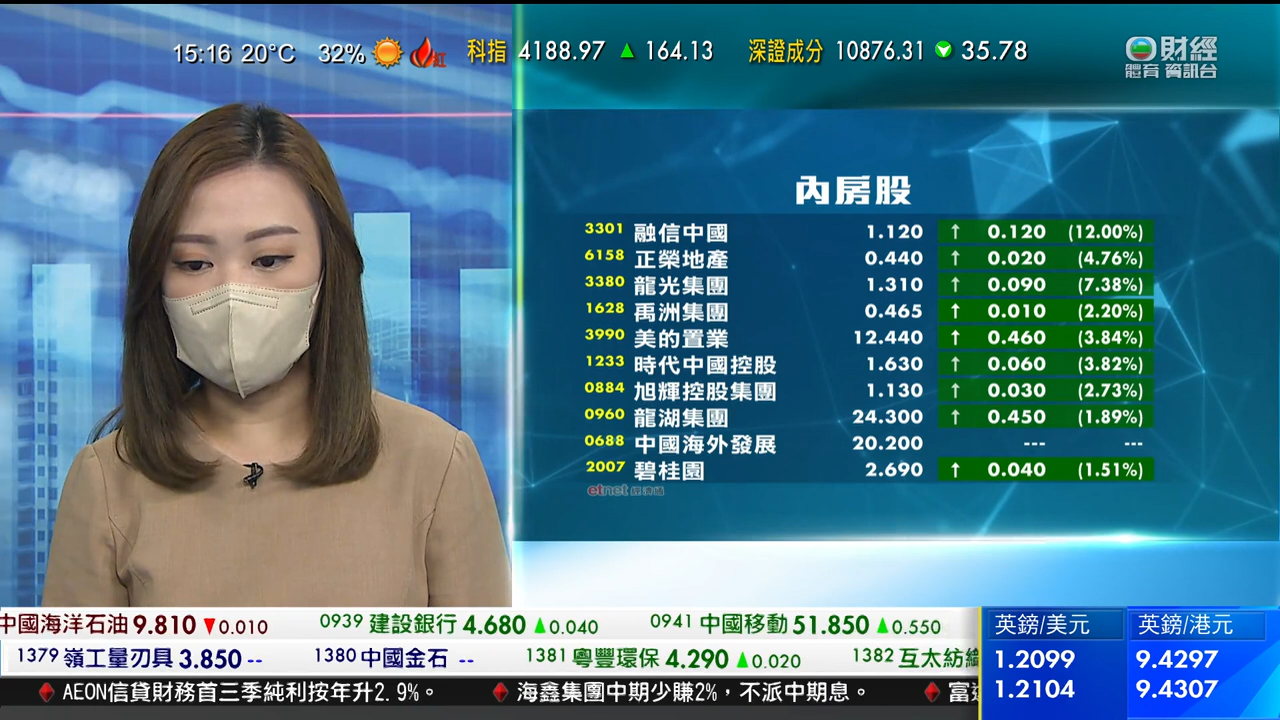 15:16 20°C 32% 紅 科指 4188.97 ▲ 164.13 深證成分 10876.31 ▼ 35.78
財經
體育 資訊台
內房股
3301 融信中國 1.120 ↑ 0.120 (12.00%)
6158 正榮地產 0.440 ↑ 0.020 (4.76%)
3380 龍光集團 1.310 ↑ 0.090 (7.38%)
1628 禹洲集團 0.465 ↑ 0.010 (2.20%)
3990 美的置業 12.440 ↑ 0.460 (3.84%)
1233 時代中國控股 1.630 ↑ 0.060 (3.82%)
0884 旭輝控股集團 1.130 ↑ 0.030 (2.73%)
0960 龍湖集團 24.300 ↑ 0.450 (1.89%)
0688 中國海外發展 20.200 --- ---
2007 碧桂園 2.690 ↑ 0.040 (1.51%)
etnet 經濟通
中國海洋石油 9.810 ▼0.010 0939 建設銀行 4.680 ▲0.040 0941 中國移動 51.850 ▲0.550
1379 嶺工量刃具 3.850 -- 1380 中國金石 -- 1381 粵豐環保 4.290 ▲0.020 1382 互太紡織
AEON信貸財務首三季純利按年升2.9%。 海鑫集團中期少賺2%，不派中期息。 富
英鎊/美元 英鎊/港元
1.2099 9.4297
1.2104 9.4307